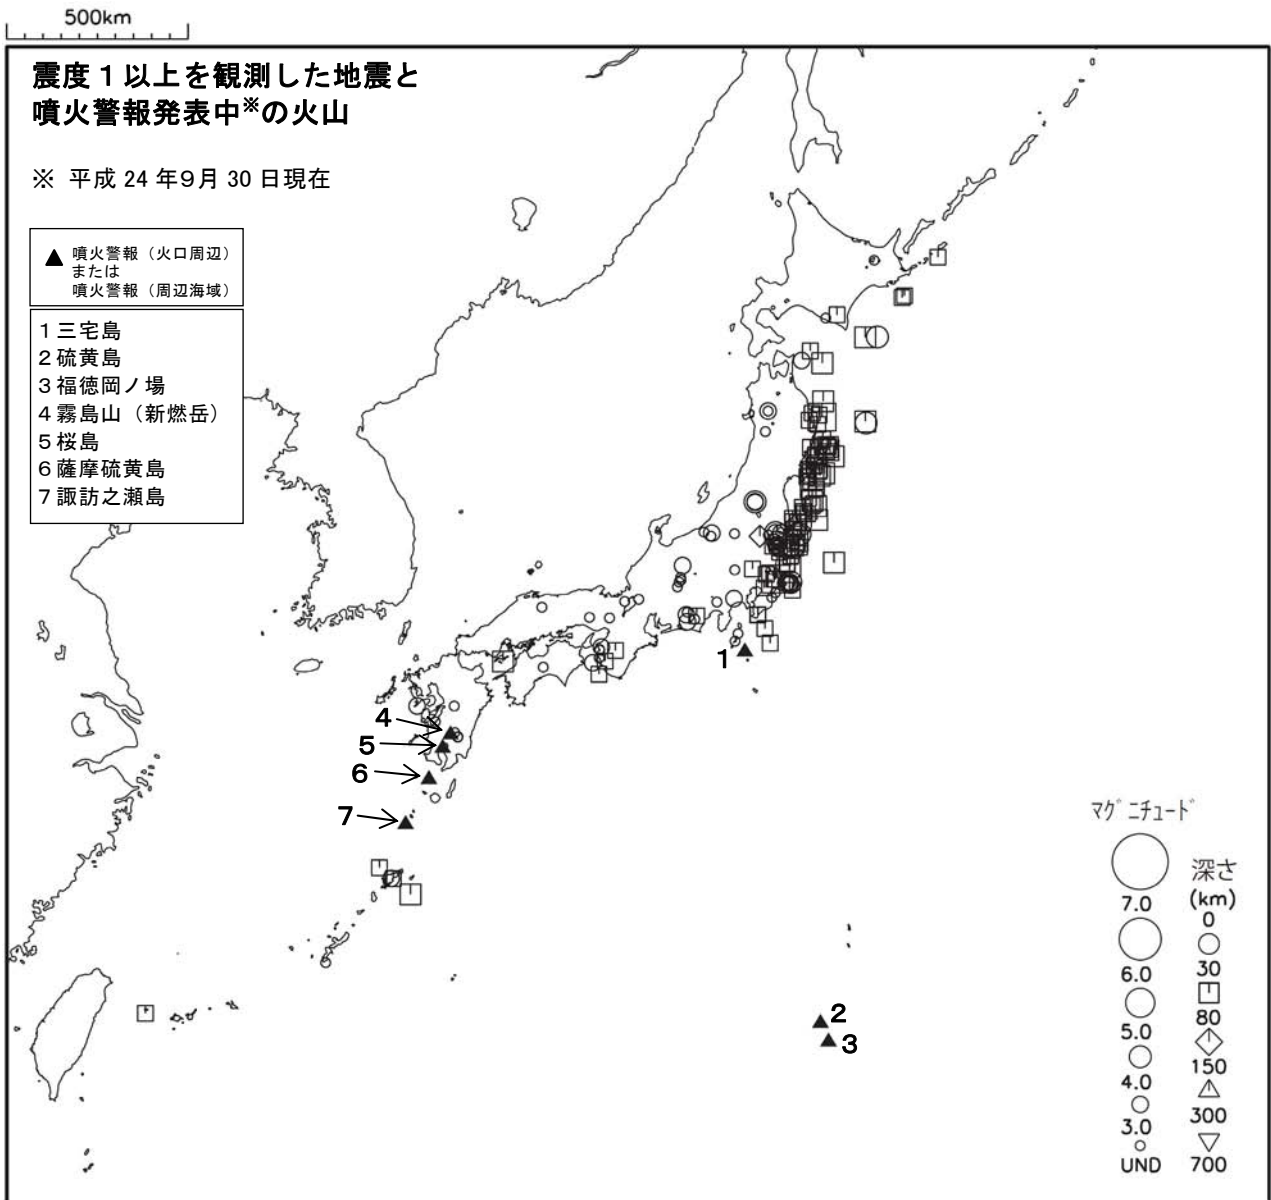 500km
震度１以上を観測した地震と
噴火警報発表中※の火山
※ 平成 24 年９月 30 日現在
▲ 噴火警報（火口周辺）
または
噴火警報（周辺海域）
１三宅島
２硫黄島
３福徳岡ノ場
４霧島山（新燃岳）
５桜島
６薩摩硫黄島
７諏訪之瀬島
1
4
5
6
7
2
3
ﾏｸﾞﾆﾁｭｰﾄﾞ
7.0
6.0
5.0
4.0
3.0
UND
深さ
(km)
0
30
80
150
300
700